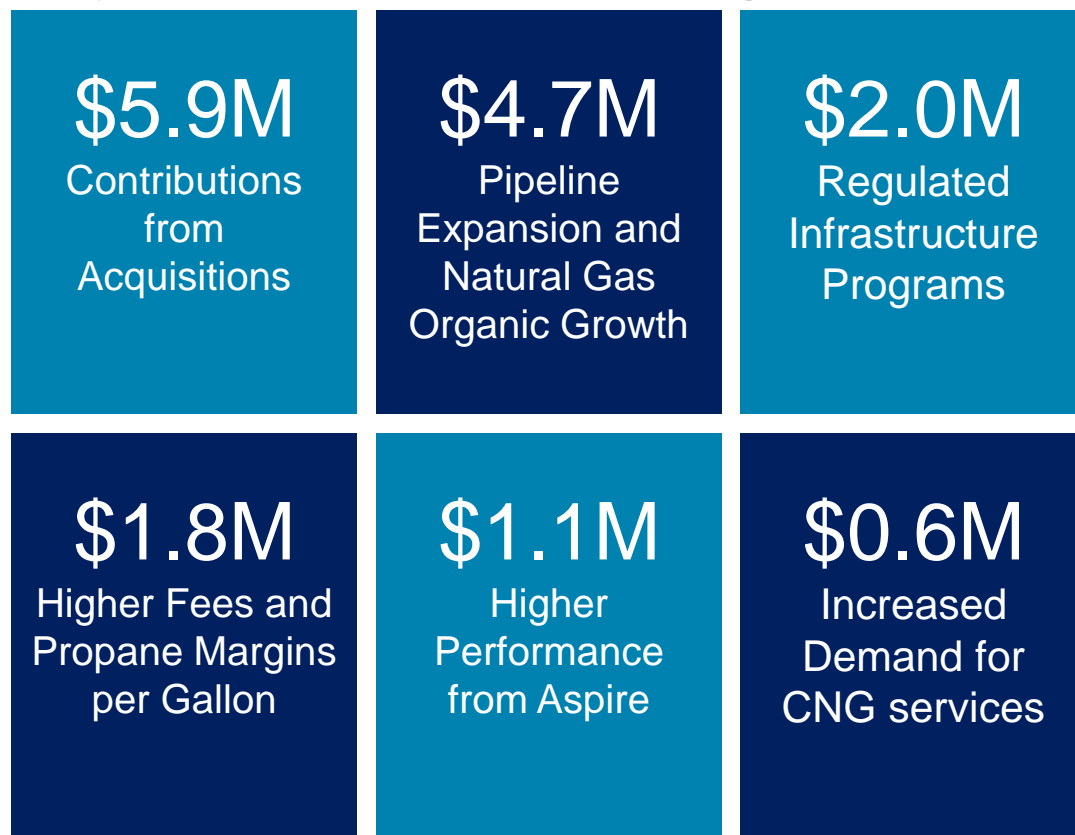 $5.9M
Contributions
from
Acquisitions
$4.7M
Pipeline
Expansion and
Natural Gas
Organic Growth
$2.0M
Regulated
Infrastructure
Programs
$1.8M
Higher Fees and
Propane Margins
per Gallon
$1.1M
Higher
Performance
from Aspire
$0.6M
Increased
Demand for
CNG services